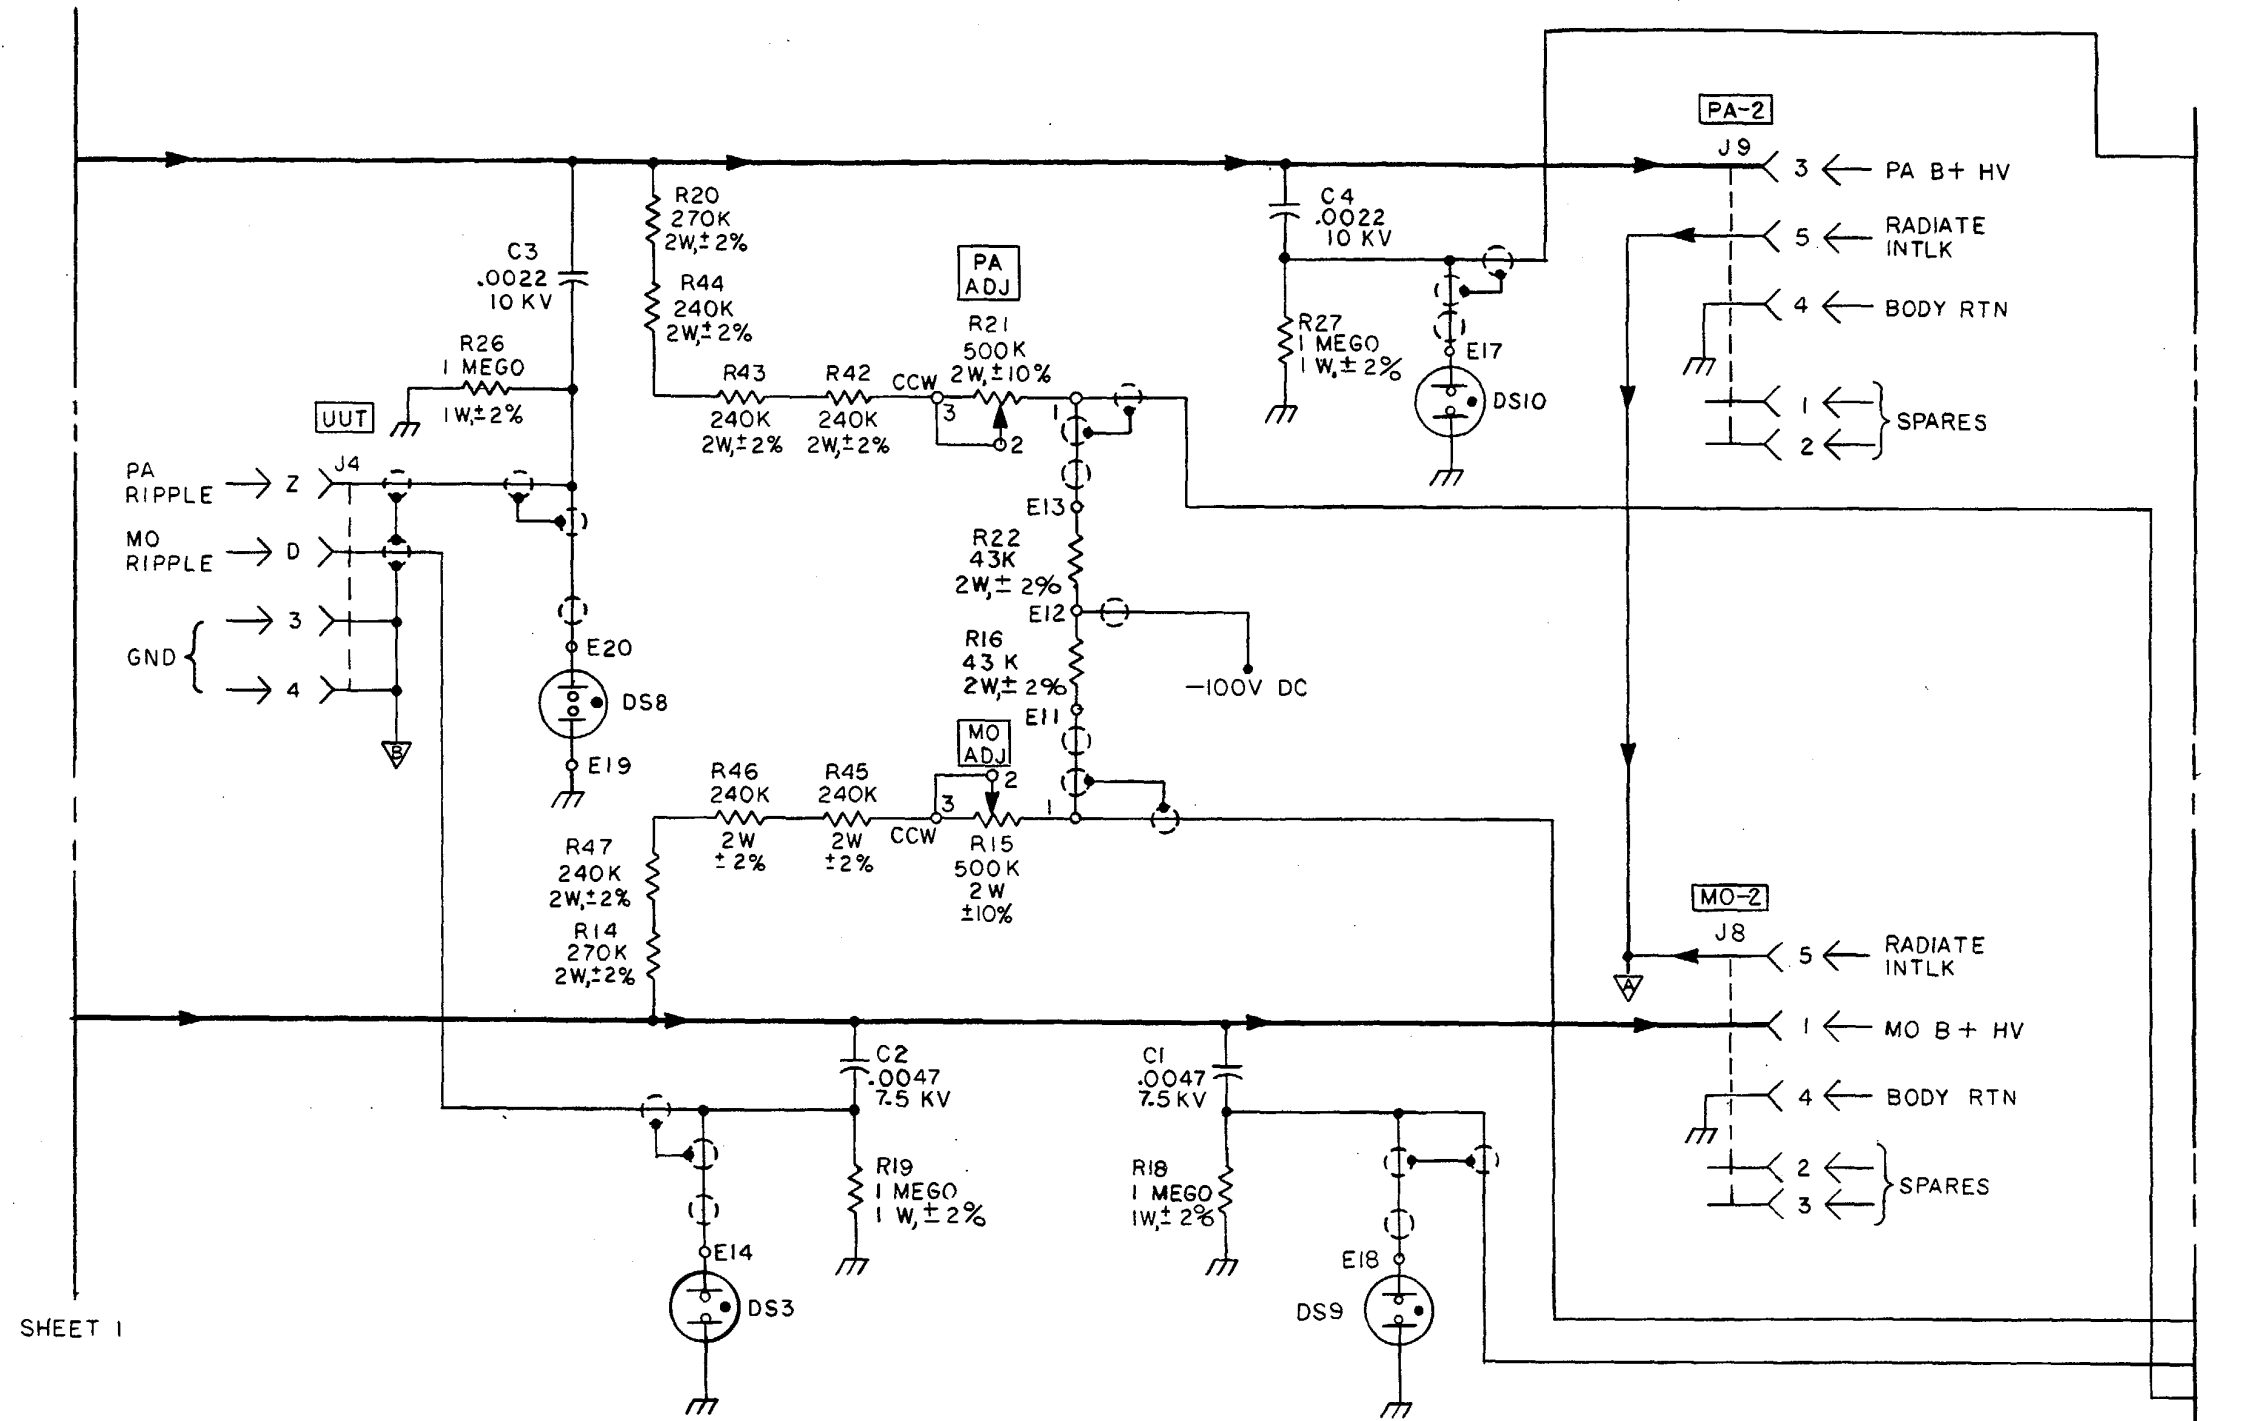 PA-2
J9
3 PA B+ HV
5 RADIATE
INTLK
4 BODY RTN
1
SPARES
2
R20
270K
2W,±2%
C4
.0022
10 KV
C3
.0022
10 KV
R44
240K
2W,±2%
PA
ADJ
R21
500K
2W,±10%
R27
1 MEGO
1 W,±2%
E17
DS10
R26
1 MEGO
1W,±2%
R43
240K
2W,±2%
R42
240K
2W,±2%
CCW
3
2
1
UUT
J4
PA
RIPPLE
Z
MO
RIPPLE
D
3
GND
4
B
E20
DS8
E19
E13
R22
43K
2W,± 2%
E12
R16
43 K
2W,± 2%
E11
-100V DC
MO
ADJ
2
3
1
CCW
R15
500K
2W
±10%
R46
240K
2W
±2%
R45
240K
2W
±2%
R47
240K
2W,±2%
R14
270K
2W,±2%
MO-2
J8
5 RADIATE
INTLK
A
1 MO B+ HV
4 BODY RTN
2
SPARES
3
C2
.0047
7.5 KV
C1
.0047
7.5 KV
R19
1 MEGO
1 W,±2%
R18
1 MEGO
1W,± 2%
E14
DS3
E18
DS9
SHEET 1